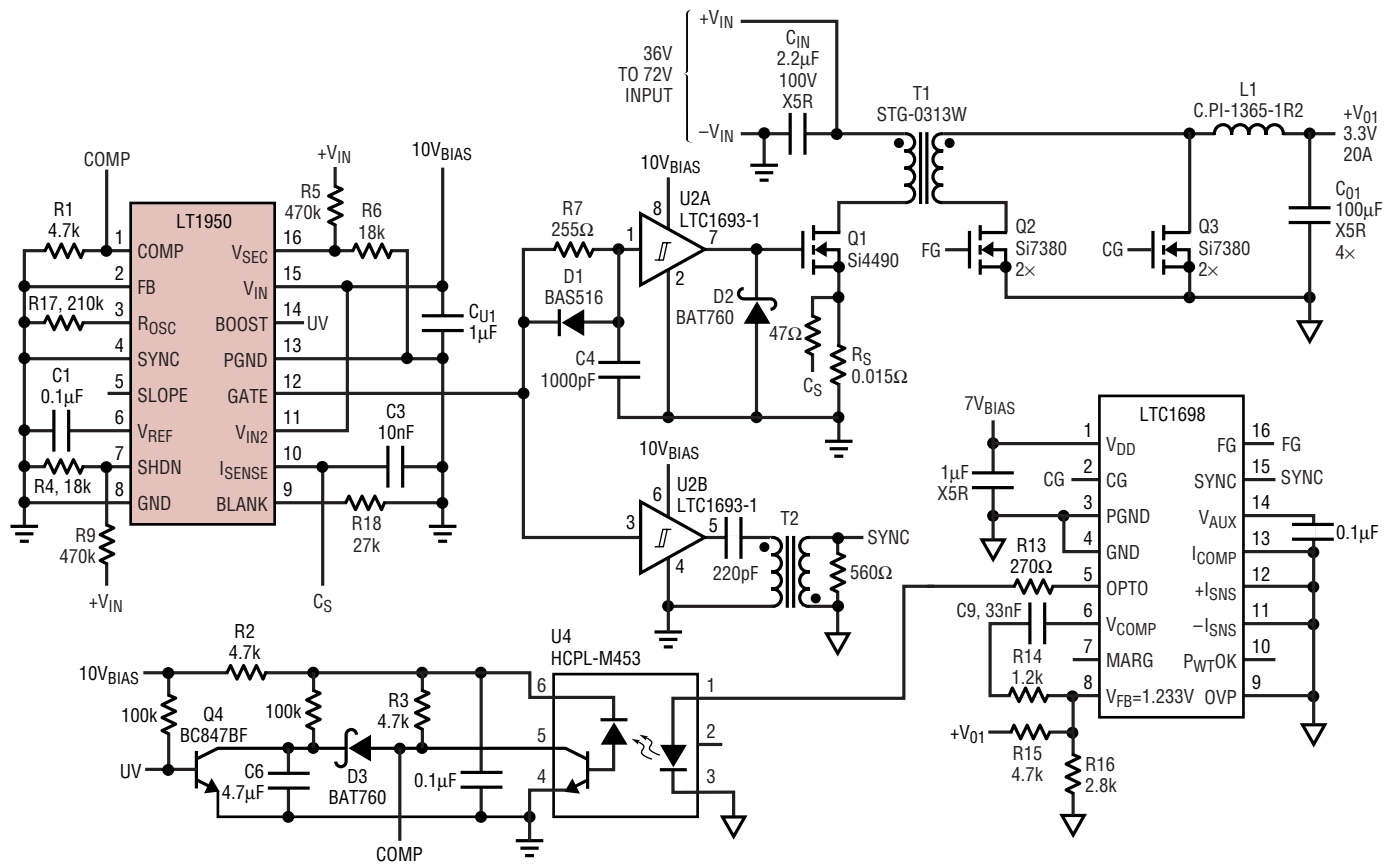 +VIN
36V
TO 72V
INPUT
CIN
2.2µF
100V
X5R
–VIN
T1
STG-0313W
L1
C.PI-1365-1R2
+V01
3.3V
20A
C01
100µF
X5R
4×
COMP
R1
4.7k
LT1950
+VIN
R5
470k
R6
18k
10VBIAS
1
COMP
2
FB
R17, 210k
3
ROSC
4
SYNC
5
SLOPE
C1
0.1µF
6
VREF
7
SHDN
R4, 18k
8
GND
R9
470k
+VIN
16
VSEC
15
VIN
14
BOOST
UV
13
PGND
12
GATE
11
VIN2
10
ISENSE
9
BLANK
CU1
1µF
C3
10nF
R18
27k
CS
R7
255Ω
D1
BAS516
C4
1000pF
10VBIAS
8
U2A
LTC1693-1
1
7
2
D2
BAT760
Q1
Si4490
47Ω
CS
RS
0.015Ω
FG
Q2
Si7380
2×
CG
Q3
Si7380
2×
10VBIAS
6
U2B
LTC1693-1
3
5
4
220pF
T2
SYNC
560Ω
7VBIAS
1µF
X5R
LTC1698
1
VDD
CG
2
CG
3
PGND
4
GND
R13
270Ω
5
OPTO
C9, 33nF
6
VCOMP
7
MARG
R14
1.2k
8
VFB=1.233V
+V01
R15
4.7k
R16
2.8k
FG
16
FG
SYNC
15
SYNC
VAUX
14
0.1µF
ICOMP
13
+ISNS
12
–ISNS
11
PWTOK
10
OVP
9
R2
4.7k
10VBIAS
100k
Q4
BC847BF
UV
100k
C6
4.7µF
D3
BAT760
R3
4.7k
0.1µF
COMP
U4
HCPL-M453
6
5
4
1
2
3